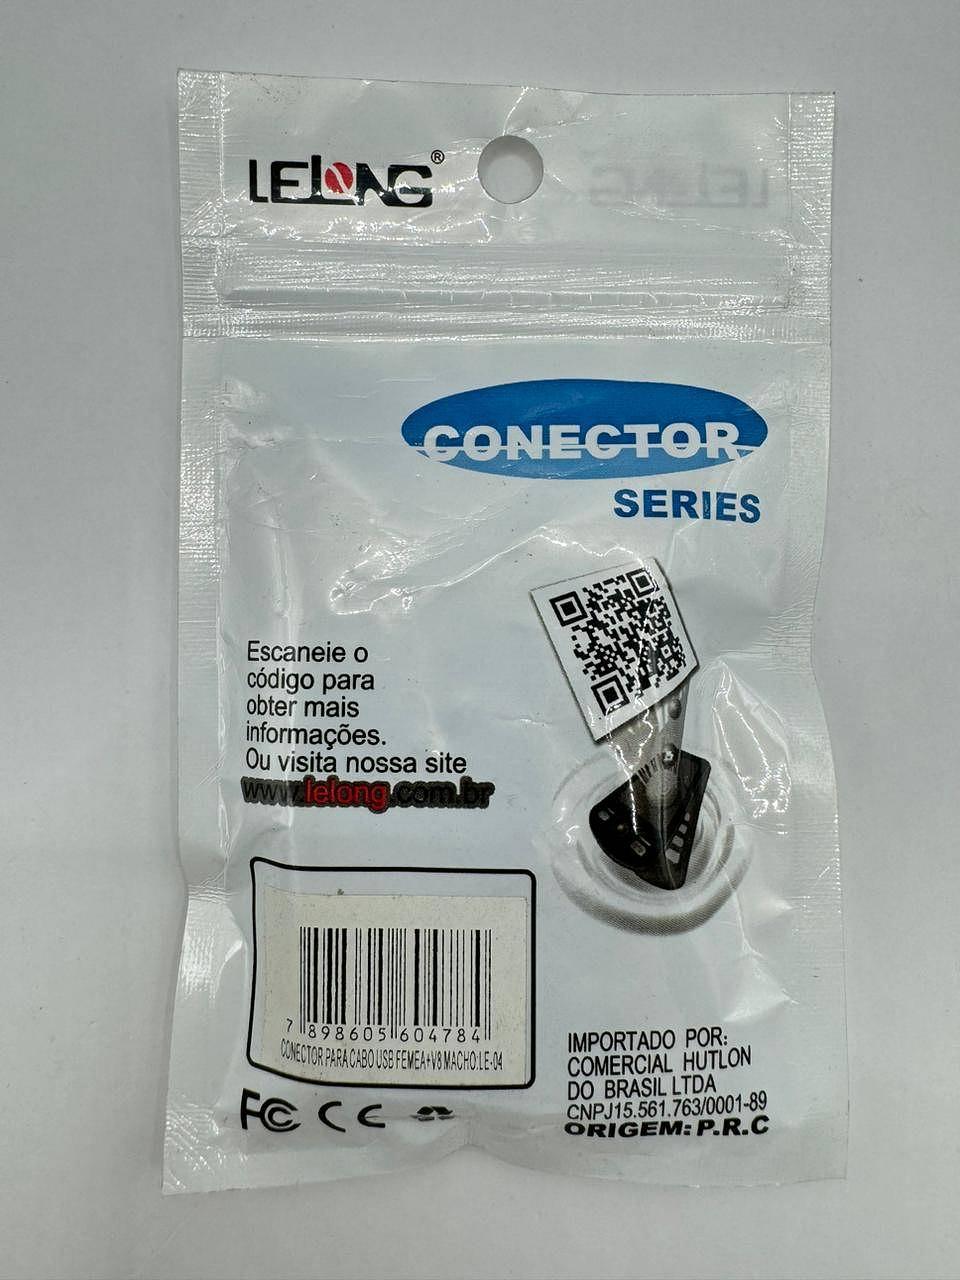 LELONG®
CONECTOR
SERIES
Escaneie o
código para
obter mais
informações.
Ou visita nossa site
www.lelong.com.br
7 898605 604784
CONECTOR PARA CABO USB FEMEA+V8 MACHO:LE-04
IMPORTADO POR:
COMERCIAL HUTLON
DO BRASIL LTDA
CNPJ15.561.763/0001-89
ORIGEM: P.R.C
FC CE